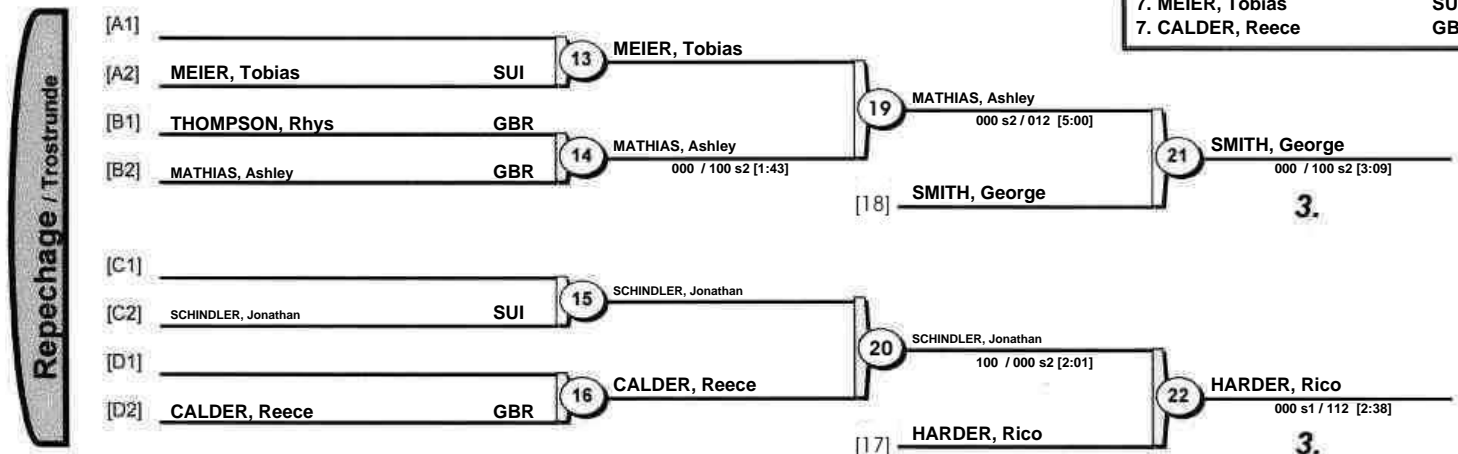 7. MEIER, Tobias SU
7. CALDER, Reece GB
Repechage / Trostrunde
[A1]
[A2] MEIER, Tobias SUI
13
MEIER, Tobias
[B1] THOMPSON, Rhys GBR
[B2] MATHIAS, Ashley GBR
14
MATHIAS, Ashley
000 / 100 s2 [1:43]
19
MATHIAS, Ashley
000 s2 / 012 [5:00]
[18] SMITH, George
21
SMITH, George
000 / 100 s2 [3:09]
3.
[C1]
[C2] SCHINDLER, Jonathan SUI
15
SCHINDLER, Jonathan
[D1]
[D2] CALDER, Reece GBR
16
CALDER, Reece
20
SCHINDLER, Jonathan
100 / 000 s2 [2:01]
[17] HARDER, Rico
22
HARDER, Rico
000 s1 / 112 [2:38]
3.